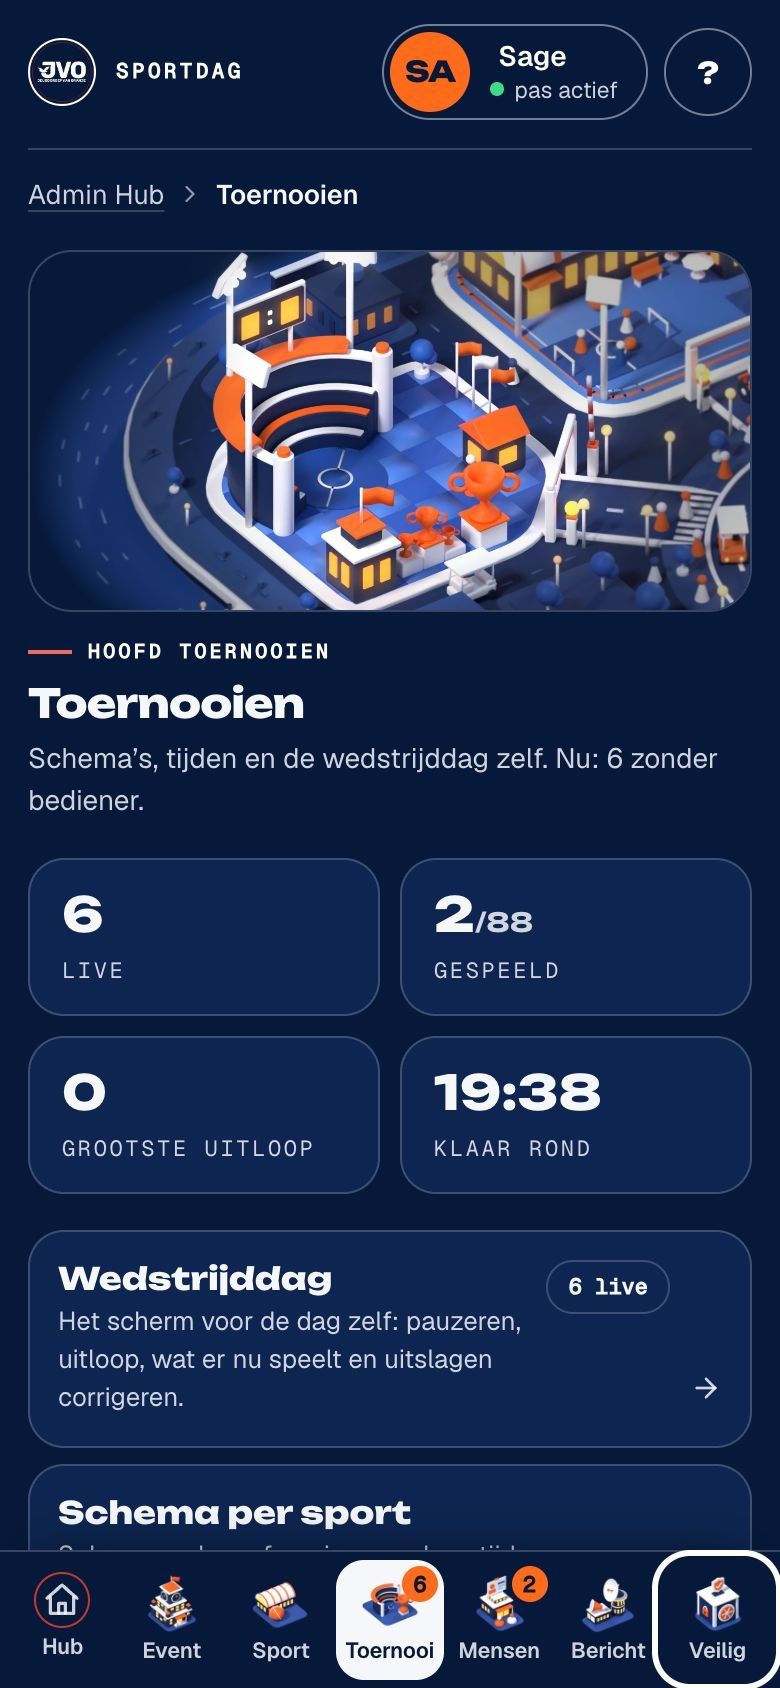 JVO SPORTDAG
SA
Sage
pas actief
?
Admin Hub > Toernooien
HOOFD TOERNOOIEN
Toernooien
Schema's, tijden en de wedstrijddag zelf. Nu: 6 zonder
bediener.
6
LIVE
2/88
GESPEELD
0
GROOTSTE UITLOOP
19:38
KLAAR ROND
Wedstrijddag
6 live
Het scherm voor de dag zelf: pauzeren,
uitloop, wat er nu speelt en uitslagen
corrigeren.
Schema per sport
Hub
Event
Sport
6
Toernooi
2
Mensen
Bericht
Veilig